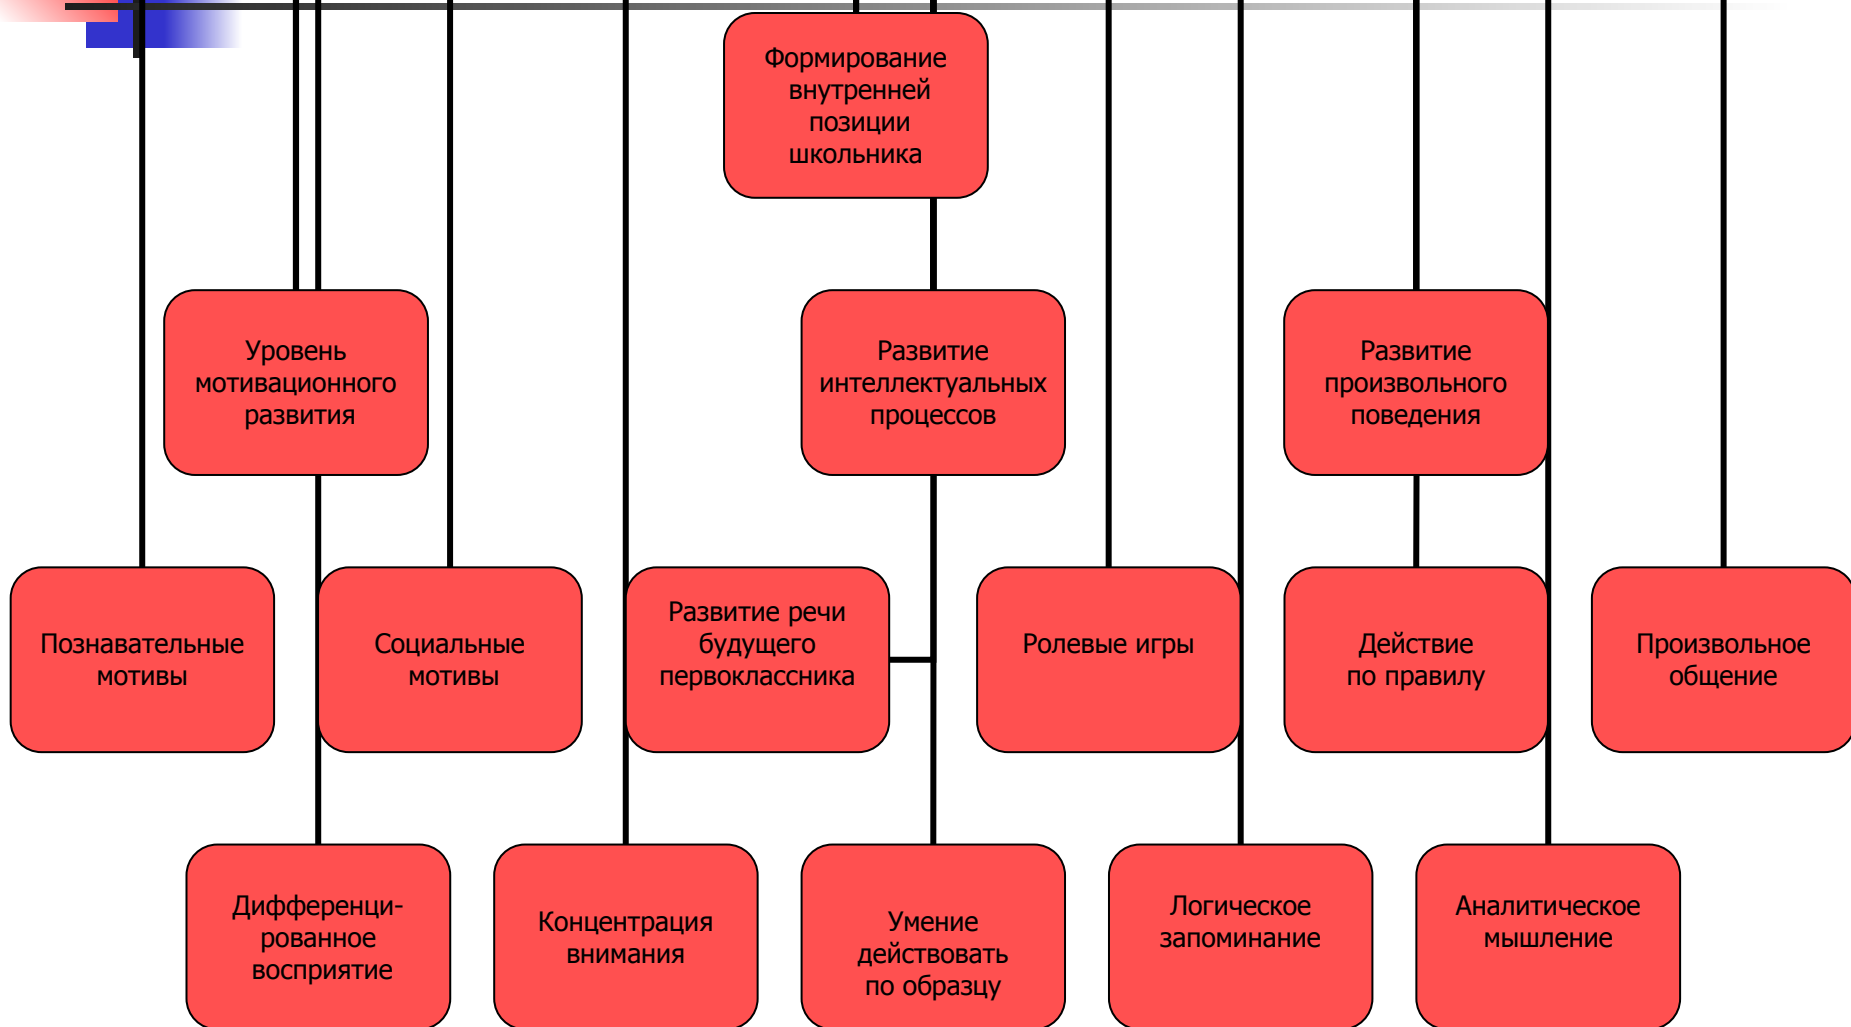 Формирование
внутренней
позиции
школьника
Уровень
мотивационного
развития
Развитие
интеллектуальных
процессов
Развитие
произвольного
поведения
Познавательные
мотивы
Социальные
мотивы
Развитие речи
будущего
первоклассника
Ролевые игры
Действие
по правилу
Произвольное
общение
Дифференци-
рованное
восприятие
Концентрация
внимания
Умение
действовать
по образцу
Логическое
запоминание
Аналитическое
мышление